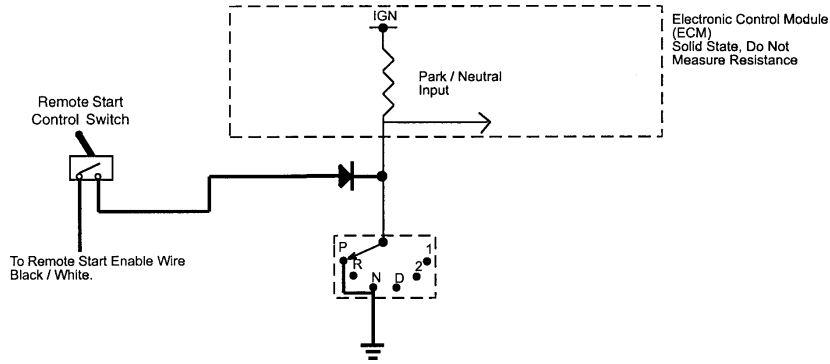 IGN
Electronic Control Module
(ECM)
Solid State, Do Not
Measure Resistance
Park / Neutral
Input
Remote Start
Control Switch
To Remote Start Enable Wire
Black / White.
P
R
N
D
2
1